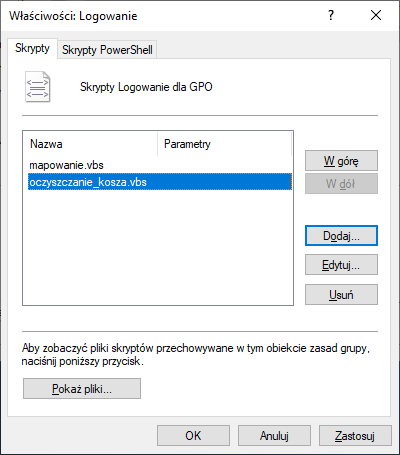 Właściwości: Logowanie
Skrypty
Skrypty PowerShell
Skrypty Logowanie dla GPO
Nazwa Parametry
mapowanie.vbs
oczyszczanie_kosza.vbs
W górę
W dół
Dodaj...
Edytuj...
Usuń
Aby zobaczyć pliki skryptów przechowywane w tym obiekcie zasad grupy,
naciśnij poniższy przycisk.
Pokaż pliki...
OK Anuluj Zastosuj